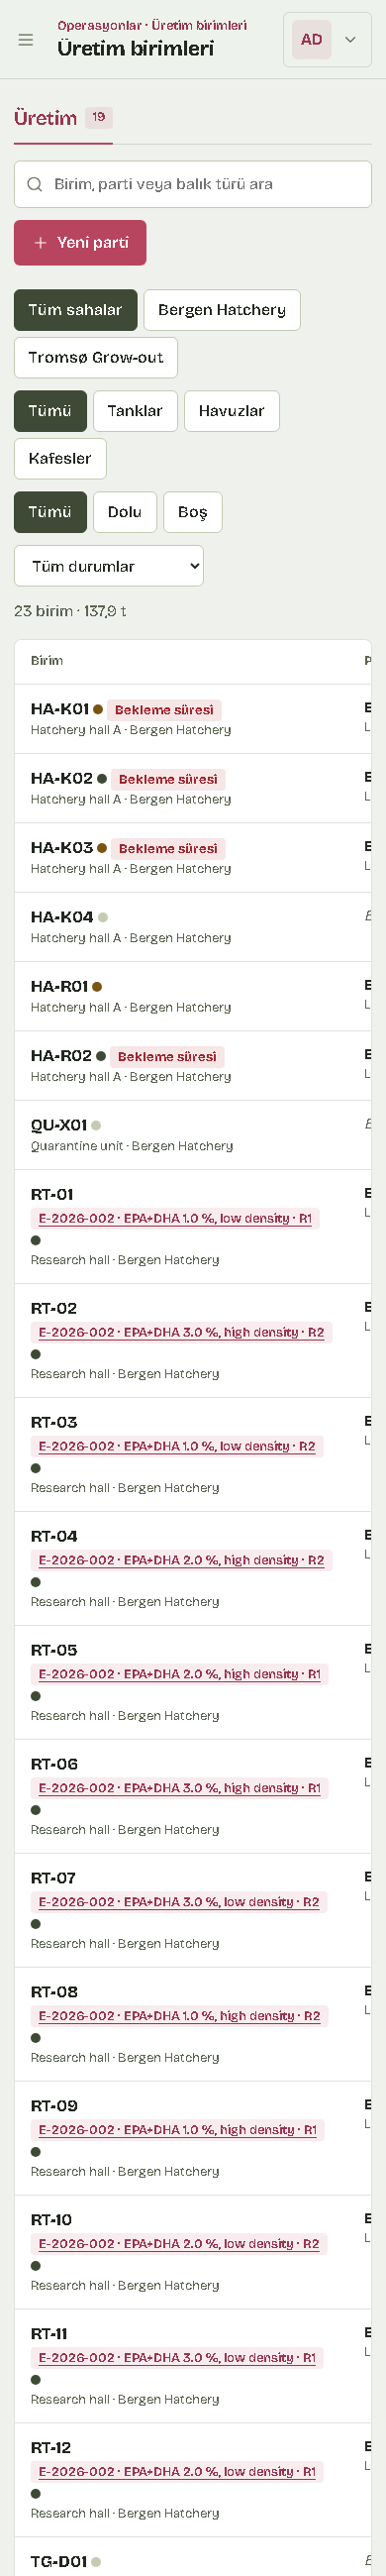 Operasyonlar · Üretim birimleri
Üretim birimleri
AD
Üretim 19
Birim, parti veya balık türü ara
Yeni parti
Tüm sahalar Bergen Hatchery
Tromsø Grow-out
Tümü Tanklar Havuzlar
Kafesler
Tümü Dolu Boş
Tüm durumlar
23 birim · 137,9 t
Birim
HA-K01 Bekleme süresi
Hatchery hall A · Bergen Hatchery
HA-K02 Bekleme süresi
Hatchery hall A · Bergen Hatchery
HA-K03 Bekleme süresi
Hatchery hall A · Bergen Hatchery
HA-K04
Hatchery hall A · Bergen Hatchery
HA-R01
Hatchery hall A · Bergen Hatchery
HA-R02 Bekleme süresi
Hatchery hall A · Bergen Hatchery
QU-X01
Quarantine unit · Bergen Hatchery
RT-01
E-2026-002 · EPA+DHA 1.0 %, low density · R1
Research hall · Bergen Hatchery
RT-02
E-2026-002 · EPA+DHA 3.0 %, high density · R2
Research hall · Bergen Hatchery
RT-03
E-2026-002 · EPA+DHA 1.0 %, low density · R2
Research hall · Bergen Hatchery
RT-04
E-2026-002 · EPA+DHA 2.0 %, high density · R2
Research hall · Bergen Hatchery
RT-05
E-2026-002 · EPA+DHA 2.0 %, high density · R1
Research hall · Bergen Hatchery
RT-06
E-2026-002 · EPA+DHA 3.0 %, high density · R1
Research hall · Bergen Hatchery
RT-07
E-2026-002 · EPA+DHA 3.0 %, low density · R2
Research hall · Bergen Hatchery
RT-08
E-2026-002 · EPA+DHA 1.0 %, high density · R2
Research hall · Bergen Hatchery
RT-09
E-2026-002 · EPA+DHA 1.0 %, high density · R1
Research hall · Bergen Hatchery
RT-10
E-2026-002 · EPA+DHA 2.0 %, low density · R2
Research hall · Bergen Hatchery
RT-11
E-2026-002 · EPA+DHA 3.0 %, low density · R1
Research hall · Bergen Hatchery
RT-12
E-2026-002 · EPA+DHA 2.0 %, low density · R1
Research hall · Bergen Hatchery
TG-D01